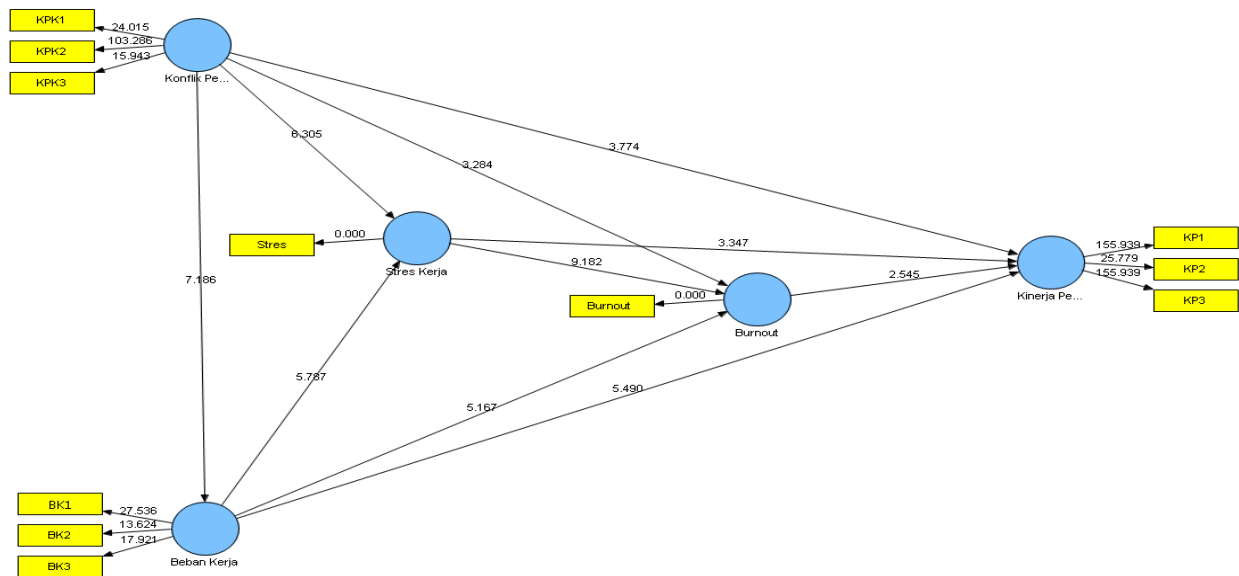 KPK1
24.015
KPK2
103.286
KPK3
15.943
Konflik Pe...
6.305
3.774
3.284
Stres
0.000
Stres Kerja
3.347
9.182
7.186
Burnout
0.000
Burnout
2.545
155.939
KP1
25.779
KP2
155.939
KP3
Kinerja Pe...
5.787
5.167
5.490
BK1
27.536
BK2
13.624
BK3
17.921
Beban Kerja